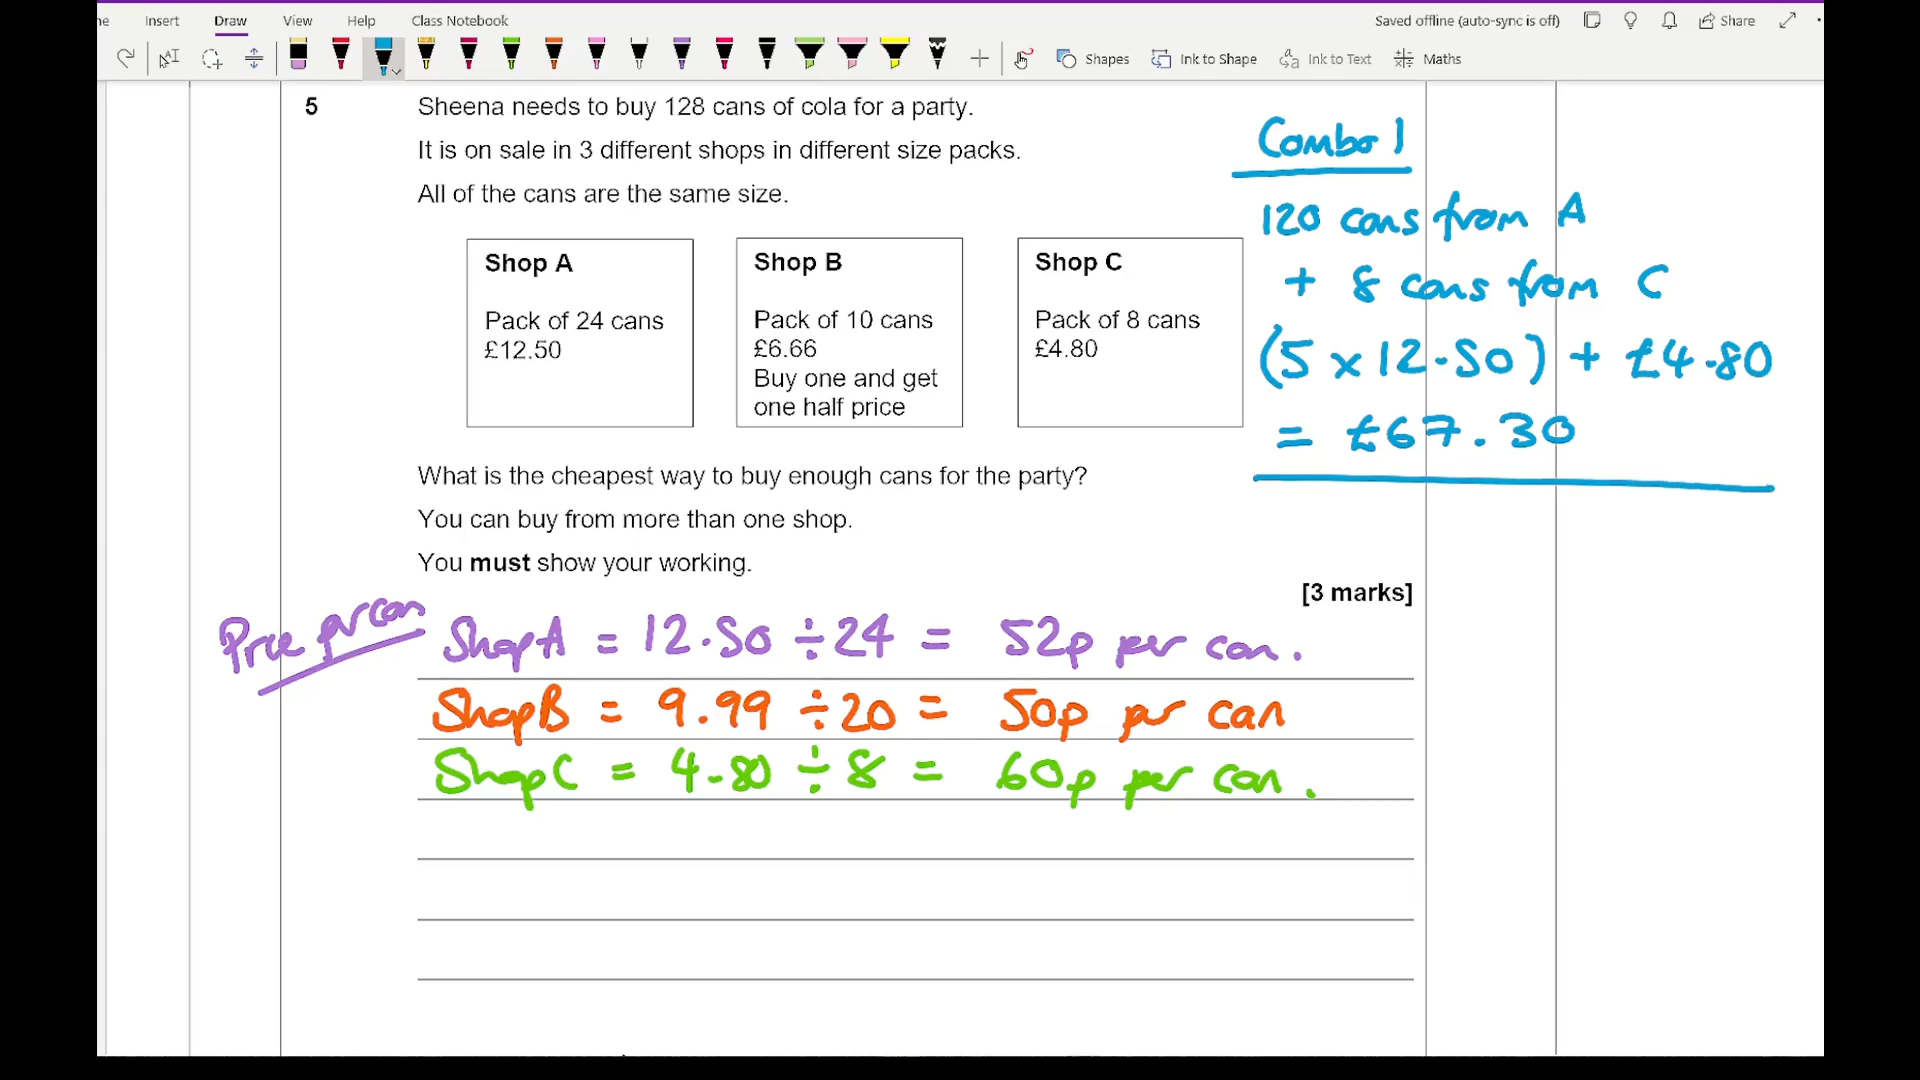 Insert Draw View Help Class Notebook Saved offline (auto-sync is off) Share
Shapes Ink to Shape Ink to Text Maths
5 Sheena needs to buy 128 cans of cola for a party.
It is on sale in 3 different shops in different size packs.
All of the cans are the same size.
Shop A
Pack of 24 cans
£12.50
Shop B
Pack of 10 cans
£6.66
Buy one and get
one half price
Shop C
Pack of 8 cans
£4.80
What is the cheapest way to buy enough cans for the party?
You can buy from more than one shop.
You must show your working.
[3 marks]
Combo 1
120 cans from A
+ 8 cans from C
(5 x 12.50) + £4.80
= £67.30
Price per can
Shop A = 12.50 ÷ 24 = 52p per can.
Shop B = 9.99 ÷ 20 = 50p per can
Shop C = 4.80 ÷ 8 = 60p per can.